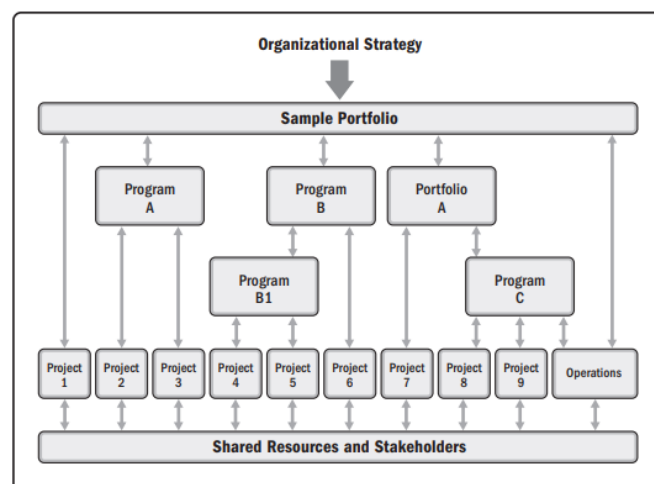 Organizational Strategy
Sample Portfolio
Program
A
Program
B
Portfolio
A
Program
B1
Program
C
Project
1
Project
2
Project
3
Project
4
Project
5
Project
6
Project
7
Project
8
Project
9
Operations
Shared Resources and Stakeholders